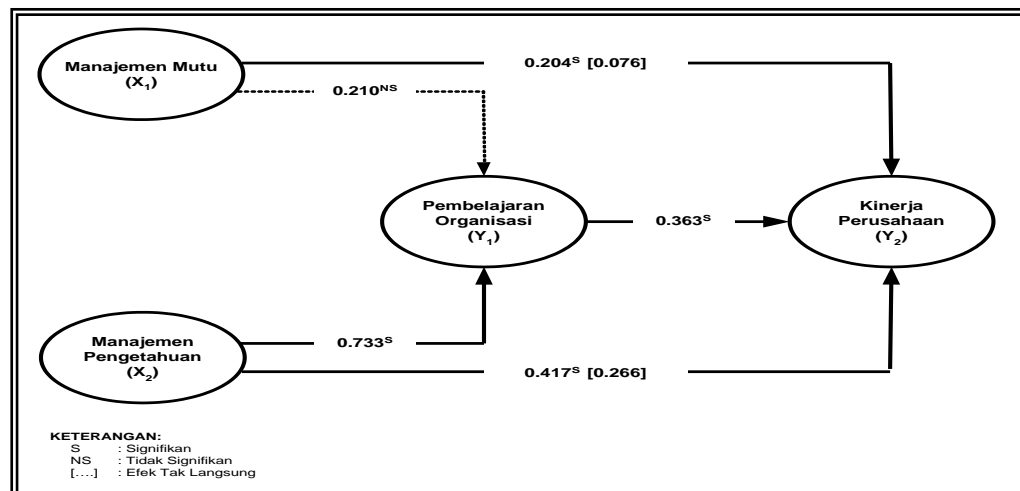 Manajemen Mutu
(X₁)
0.204ˢ [0.076]
0.210ᴺˢ
Pembelajaran
Organisasi
(Y₁)
0.363ˢ
Kinerja
Perusahaan
(Y₂)
Manajemen
Pengetahuan
(X₂)
0.733ˢ
0.417ˢ [0.266]
KETERANGAN:
S : Signifikan
NS : Tidak Signifikan
[....] : Efek Tak Langsung